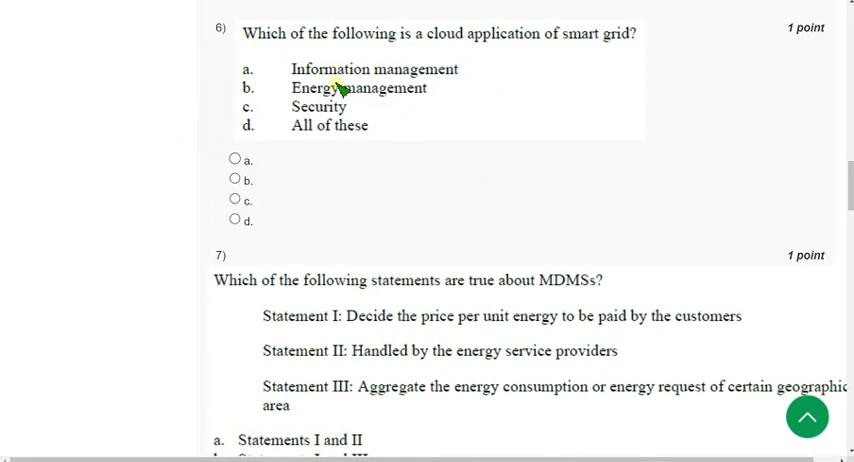 6) Which of the following is a cloud application of smart grid? 1 point
a. Information management
b. Energy management
c. Security
d. All of these
a.
b.
c.
d.
7) 1 point
Which of the following statements are true about MDMSs?
Statement I: Decide the price per unit energy to be paid by the customers
Statement II: Handled by the energy service providers
Statement III: Aggregate the energy consumption or energy request of certain geographic
area
a. Statements I and II